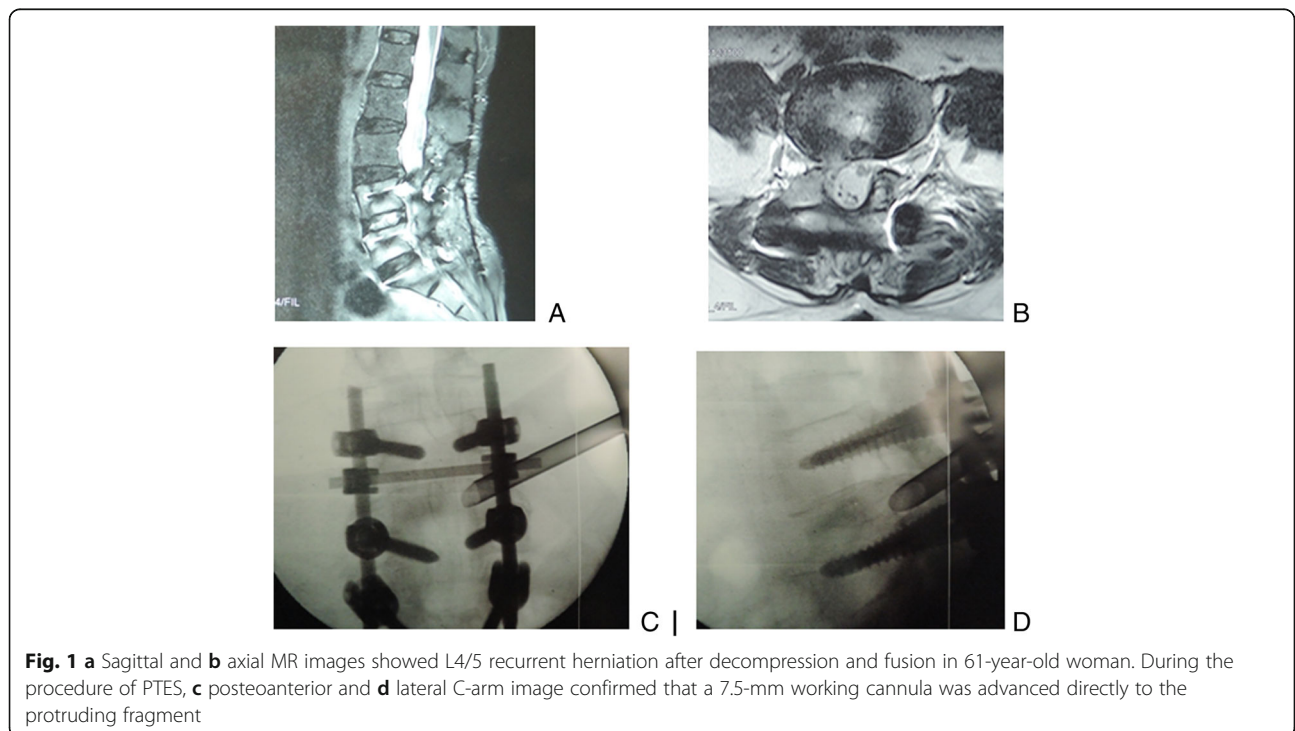 4/FIL
A
B
C
D
Fig. 1 a Sagittal and b axial MR images showed L4/5 recurrent herniation after decompression and fusion in 61-year-old woman. During the
procedure of PTES, c posteoanterior and d lateral C-arm image confirmed that a 7.5-mm working cannula was advanced directly to the
protruding fragment